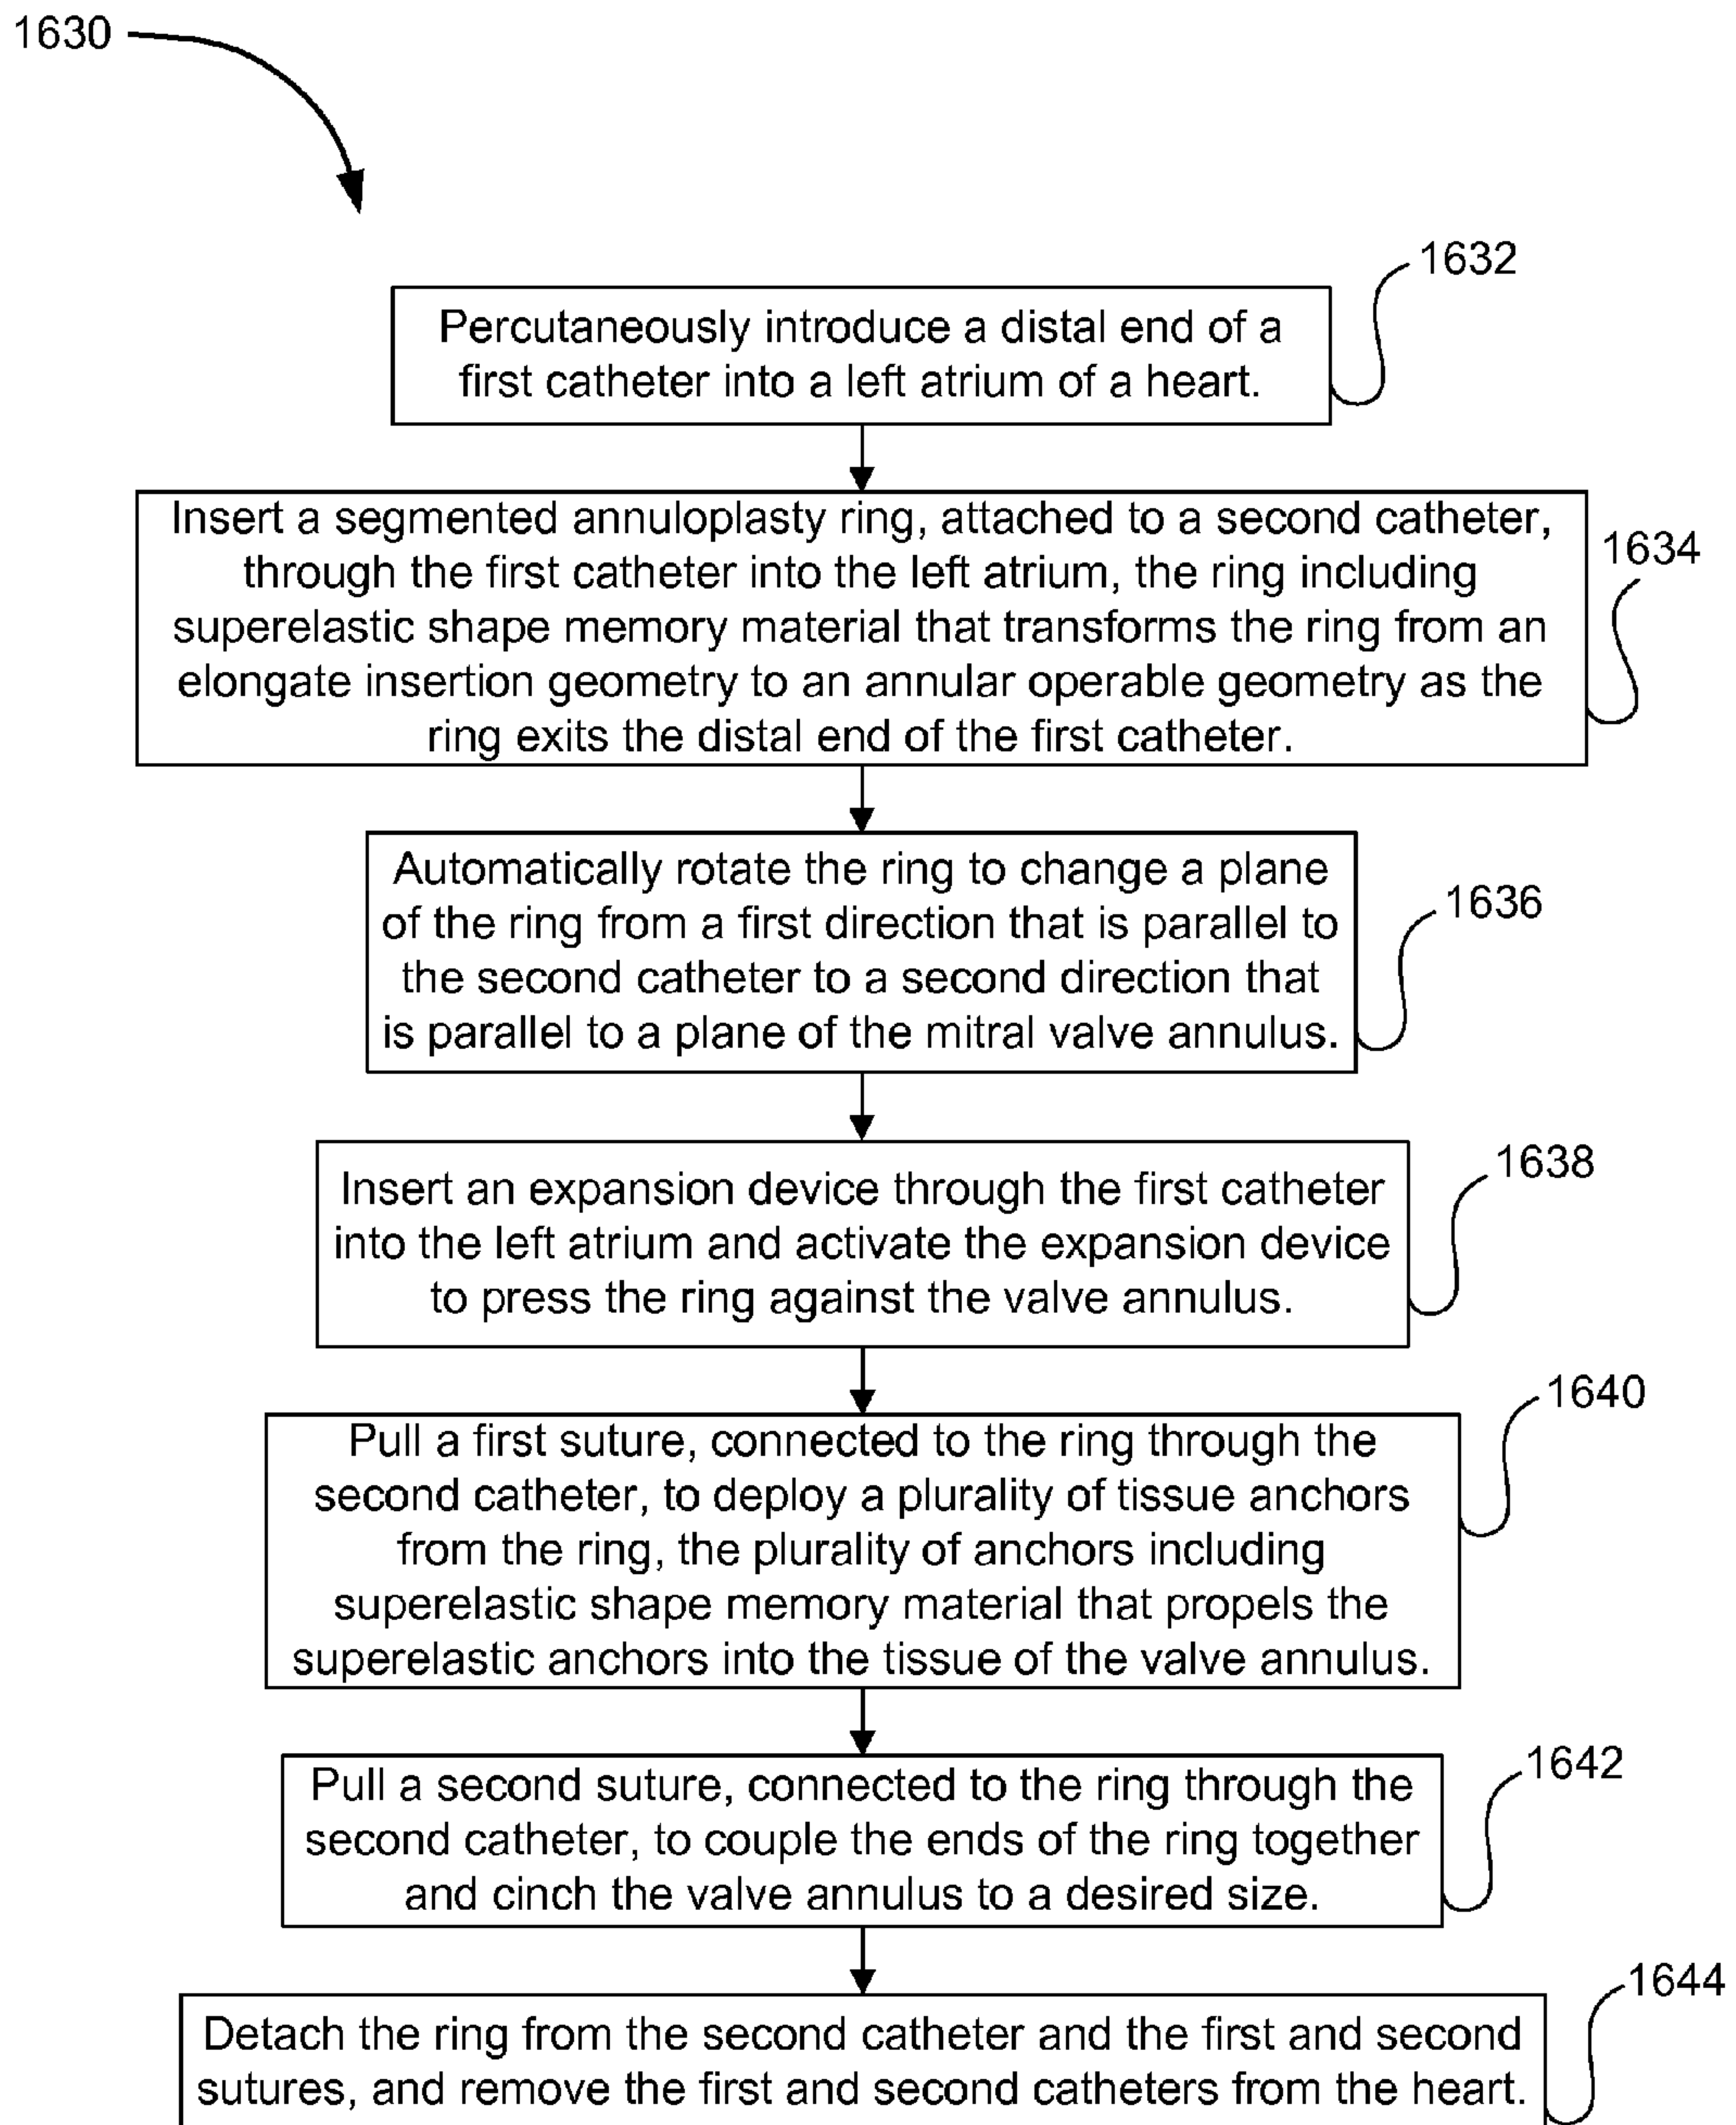 1630
1632
Percutaneously introduce a distal end of a
first catheter into a left atrium of a heart.
Insert a segmented annuloplasty ring, attached to a second catheter,
through the first catheter into the left atrium, the ring including
superelastic shape memory material that transforms the ring from an
elongate insertion geometry to an annular operable geometry as the
ring exits the distal end of the first catheter.
1634
Automatically rotate the ring to change a plane
of the ring from a first direction that is parallel to
the second catheter to a second direction that
is parallel to a plane of the mitral valve annulus.
1636
Insert an expansion device through the first catheter
into the left atrium and activate the expansion device
to press the ring against the valve annulus.
1638
Pull a first suture, connected to the ring through the
second catheter, to deploy a plurality of tissue anchors
from the ring, the plurality of anchors including
superelastic shape memory material that propels the
superelastic anchors into the tissue of the valve annulus.
1640
Pull a second suture, connected to the ring through the
second catheter, to couple the ends of the ring together
and cinch the valve annulus to a desired size.
1642
Detach the ring from the second catheter and the first and second
sutures, and remove the first and second catheters from the heart.
1644